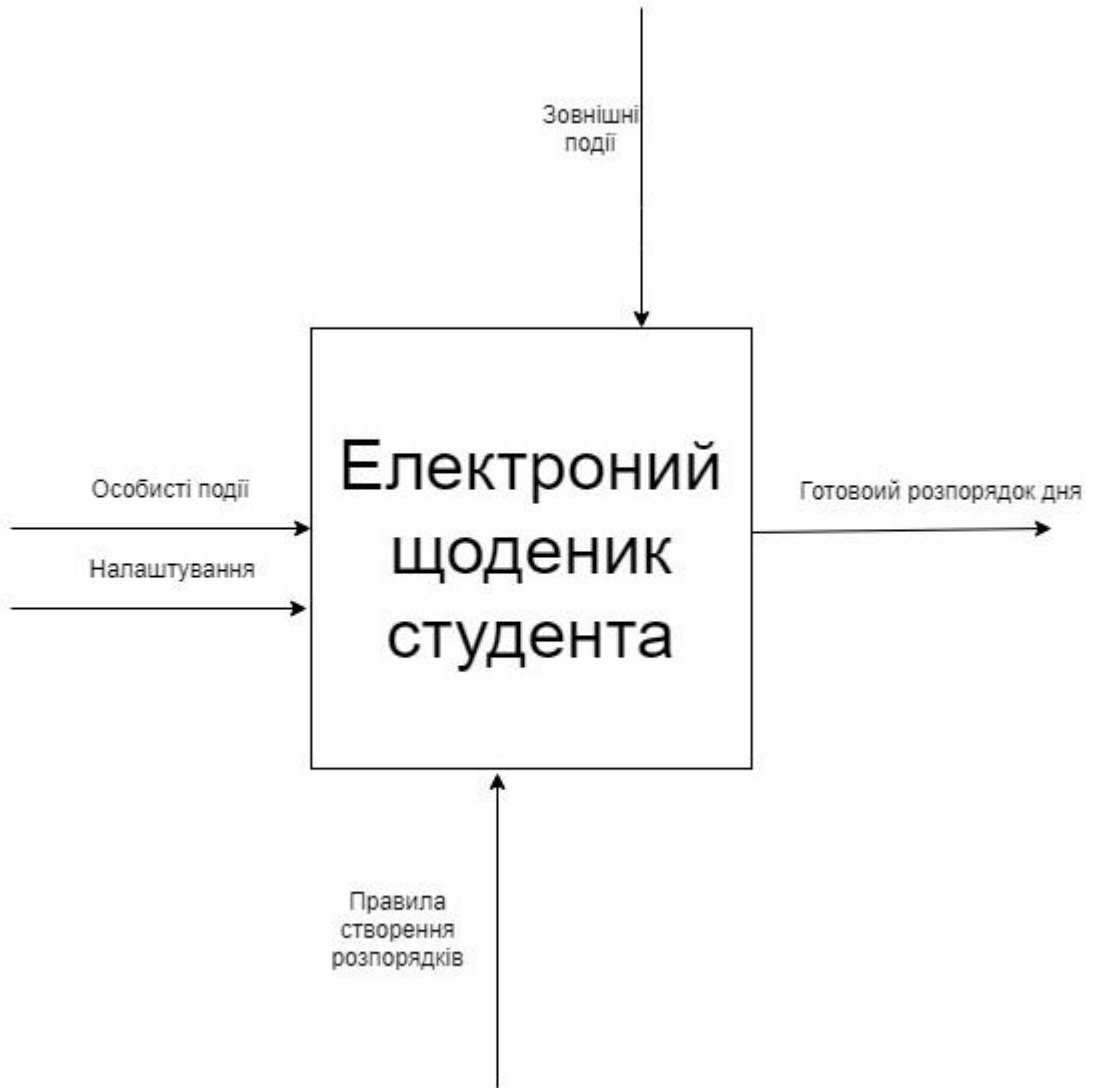 Зовнішні
події
Електроний
щоденик
студента
Особисті події
Налаштування
Готовоий розпорядок дня
Правила
створення
розпорядків